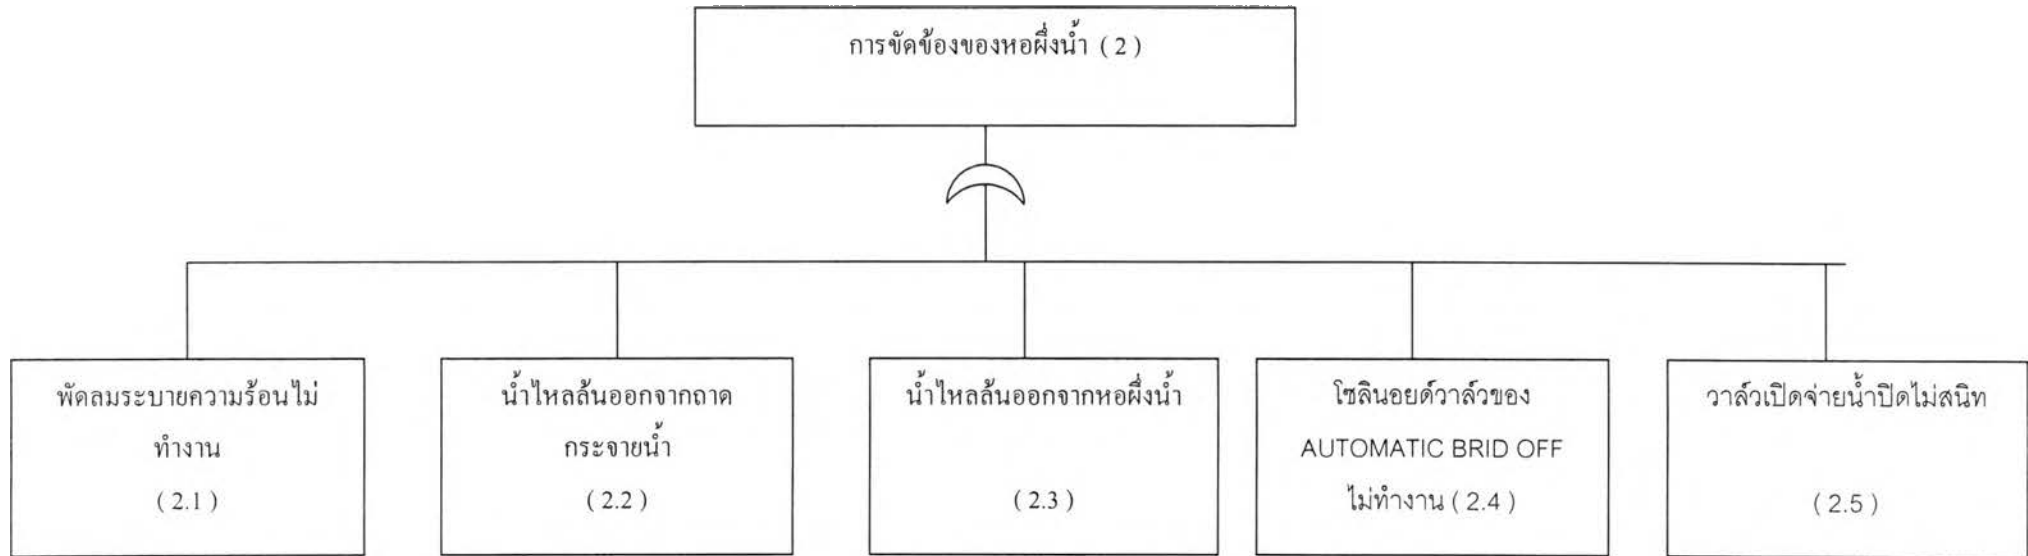 การขัดข้องของหอผึ่งน้ำ ( 2 )
พัดลมระบายความร้อนไม่
ทำงาน
( 2.1 )
น้ำไหลล้นออกจากถาด
กระจายน้ำ
( 2.2 )
น้ำไหลล้นออกจากหอผึ่งน้ำ
( 2.3 )
โซลินอยด์วาล์วของ
AUTOMATIC BRID OFF
ไม่ทำงาน ( 2.4 )
วาล์วเปิดจ่ายน้ำปิดไม่สนิท
( 2.5 )